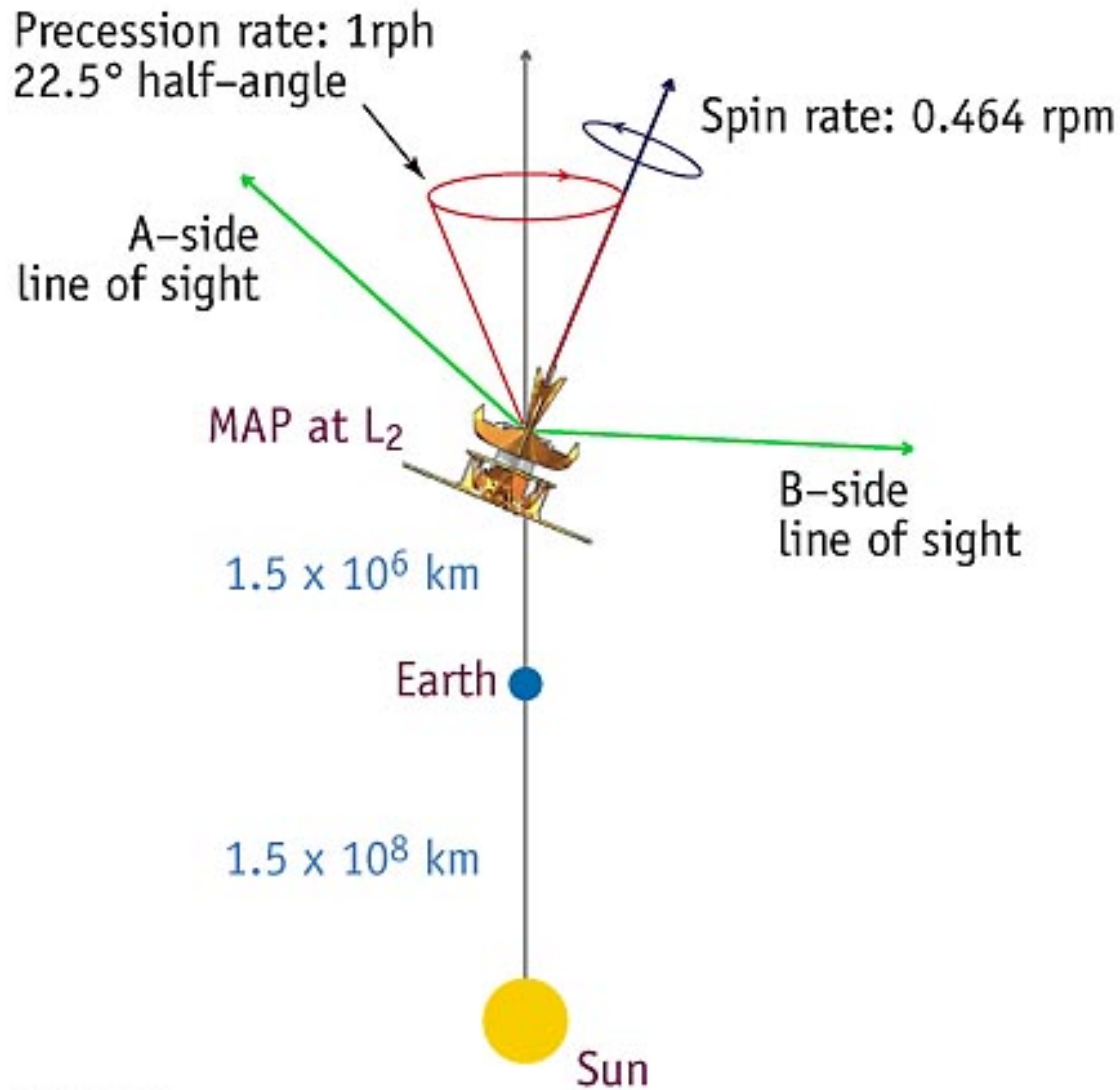 Precession rate: 1rph
22.5° half–angle
Spin rate: 0.464 rpm
A–side
line of sight
MAP at L₂
B–side
line of sight
1.5 x 10⁶ km
Earth
1.5 x 10⁸ km
Sun